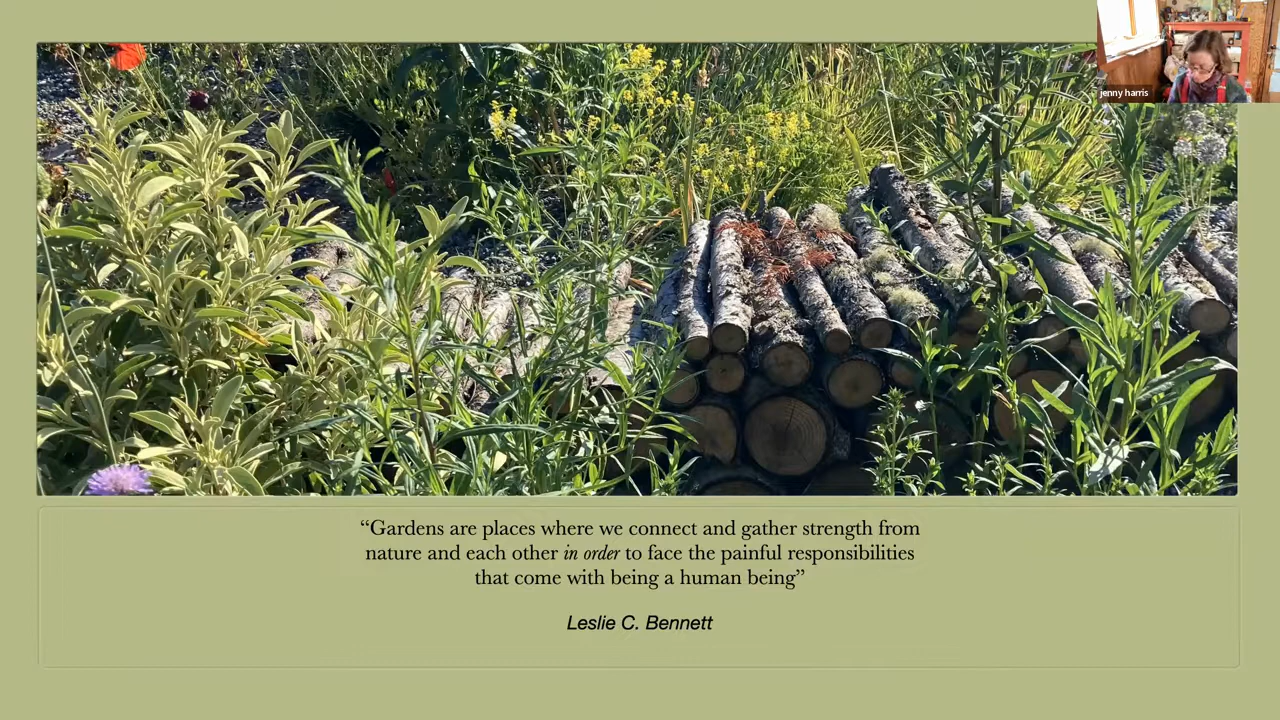 jenny harris
“Gardens are places where we connect and gather strength from
nature and each other in order to face the painful responsibilities
that come with being a human being”
Leslie C. Bennett